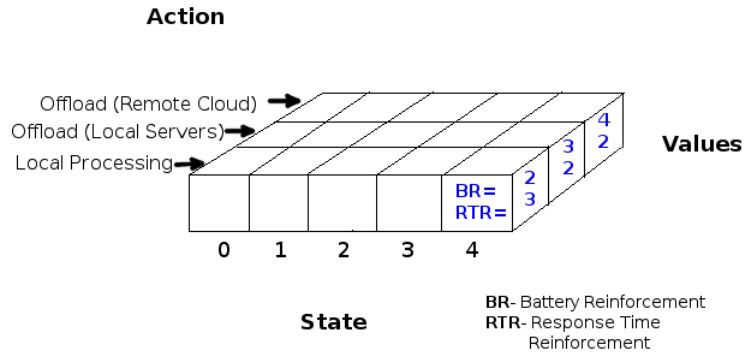 Action
Offload (Remote Cloud)
Offload (Local Servers)
Local Processing
4
2
3
2
2
3
BR=
RTR=
Values
0 1 2 3 4
State
BR- Battery Reinforcement
RTR- Response Time
Reinforcement